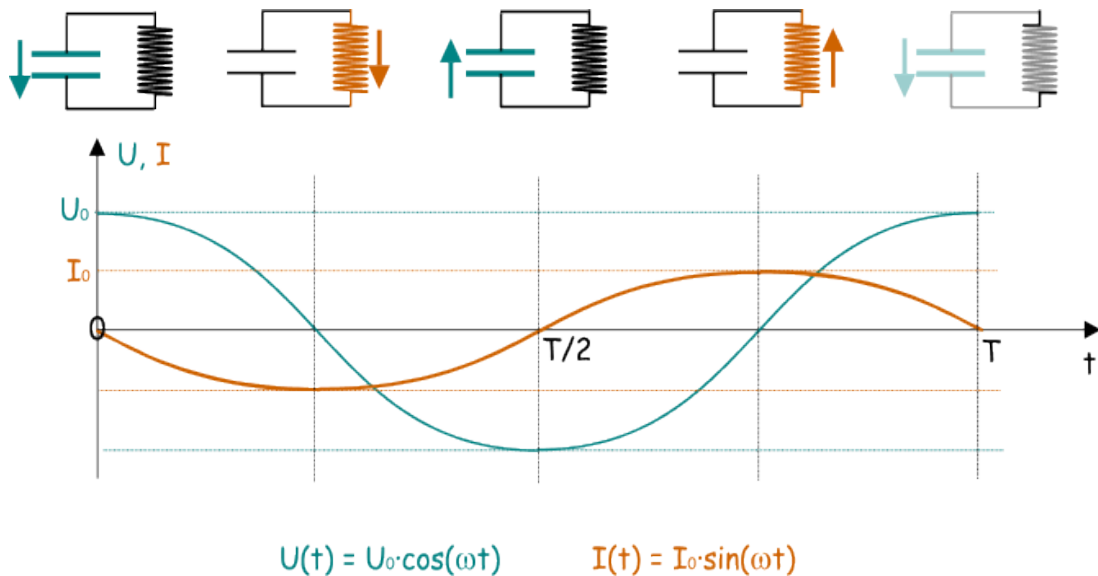 U, I
U₀
I₀
0
T/2
T
t
U(t) = U₀·cos(ωt)
I(t) = I₀·sin(ωt)